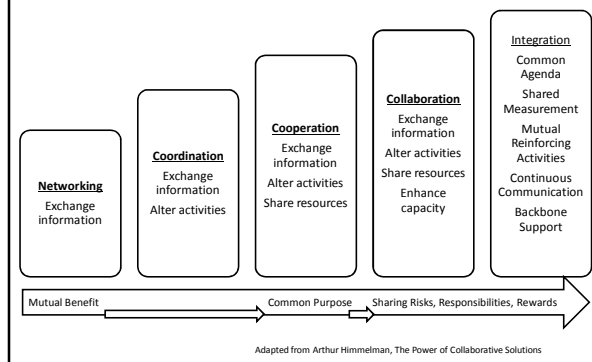 Networking
Exchange
information
Coordination
Exchange
information
Alter activities
Cooperation
Exchange
information
Alter activities
Share resources
Collaboration
Exchange
information
Alter activities
Share resources
Enhance
capacity
Integration
Common
Agenda
Shared
Measurement
Mutual
Reinforcing
Activities
Continuous
Communication
Backbone
Support
Mutual Benefit
Common Purpose
Sharing Risks, Responsibilities, Rewards
Adapted from Arthur Himmelman, The Power of Collaborative Solutions